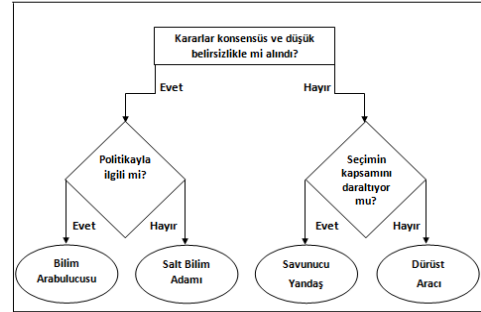 Kararlar konsensüs ve düşük
belirsizlikle mi alındı?
Evet
Hayır
Politikayla
ilgili mi?
Seçimin
kapsamını
daraltıyor
mu?
Evet
Hayır
Evet
Hayır
Bilim
Arabulucusu
Salt Bilim
Adamı
Savunucu
Yandaş
Dürüst
Aracı